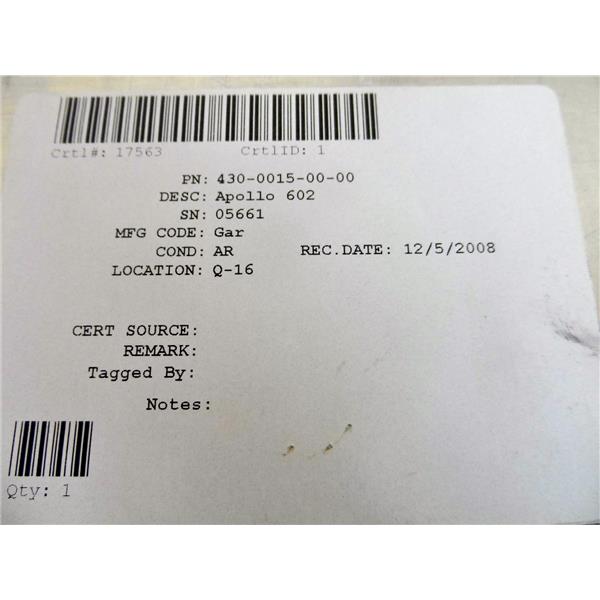 Crtl#: 17563 CrtlID: 1
PN: 430-0015-00-00
DESC: Apollo 602
SN: 05661
MFG CODE: Gar
COND: AR REC.DATE: 12/5/2008
LOCATION: Q-16
CERT SOURCE:
REMARK:
Tagged By:
Notes:
Qty: 1